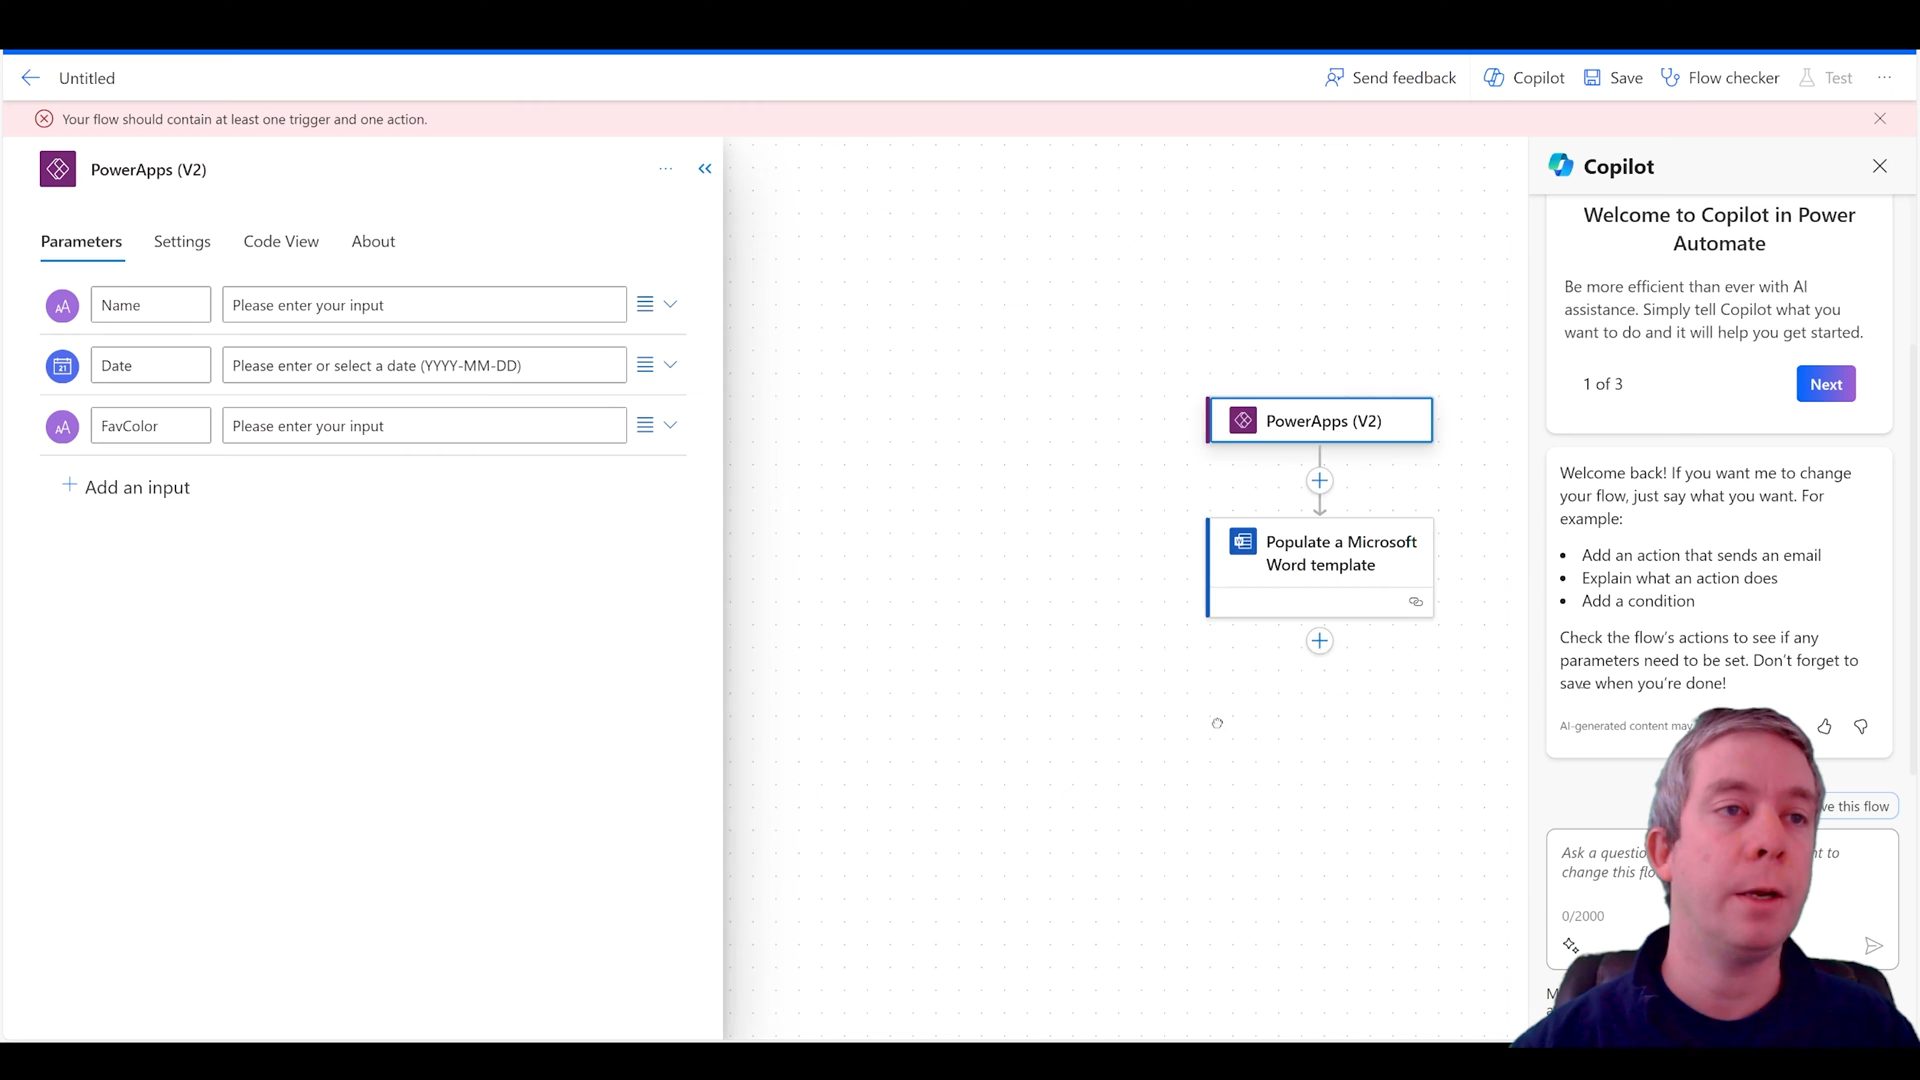 Untitled
Send feedback
Copilot
Save
Flow checker
Test
Your flow should contain at least one trigger and one action.
PowerApps (V2)
Parameters
Settings
Code View
About
Name
Please enter your input
Date
Please enter or select a date (YYYY-MM-DD)
21
FavColor
Please enter your input
Add an input
PowerApps (V2)
Populate a Microsoft
Word template
Copilot
Welcome to Copilot in Power
Automate
Be more efficient than ever with AI
assistance. Simply tell Copilot what you
want to do and it will help you get started.
1 of 3
Next
Welcome back! If you want me to change
your flow, just say what you want. For
example:
• Add an action that sends an email
• Explain what an action does
• Add a condition
Check the flow's actions to see if any
parameters need to be set. Don't forget to
save when you're done!
AI-generated content may
this flow
Ask a
to
change this
0/2000